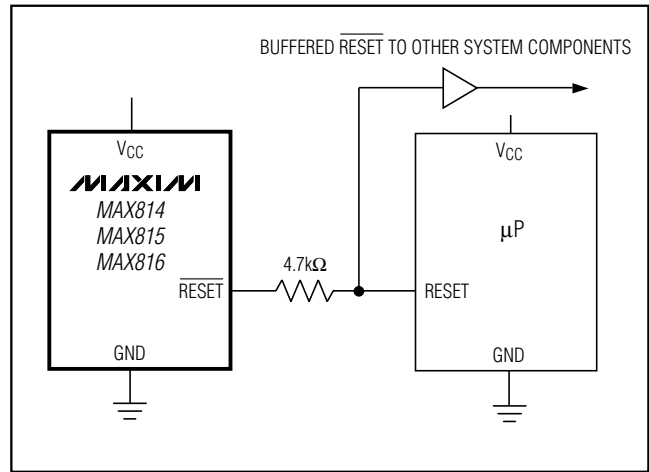 BUFFERED RESET TO OTHER SYSTEM COMPONENTS
VCC
MAXIM
MAX814
MAX815
MAX816
RESET
GND
4.7kΩ
VCC
μP
RESET
GND